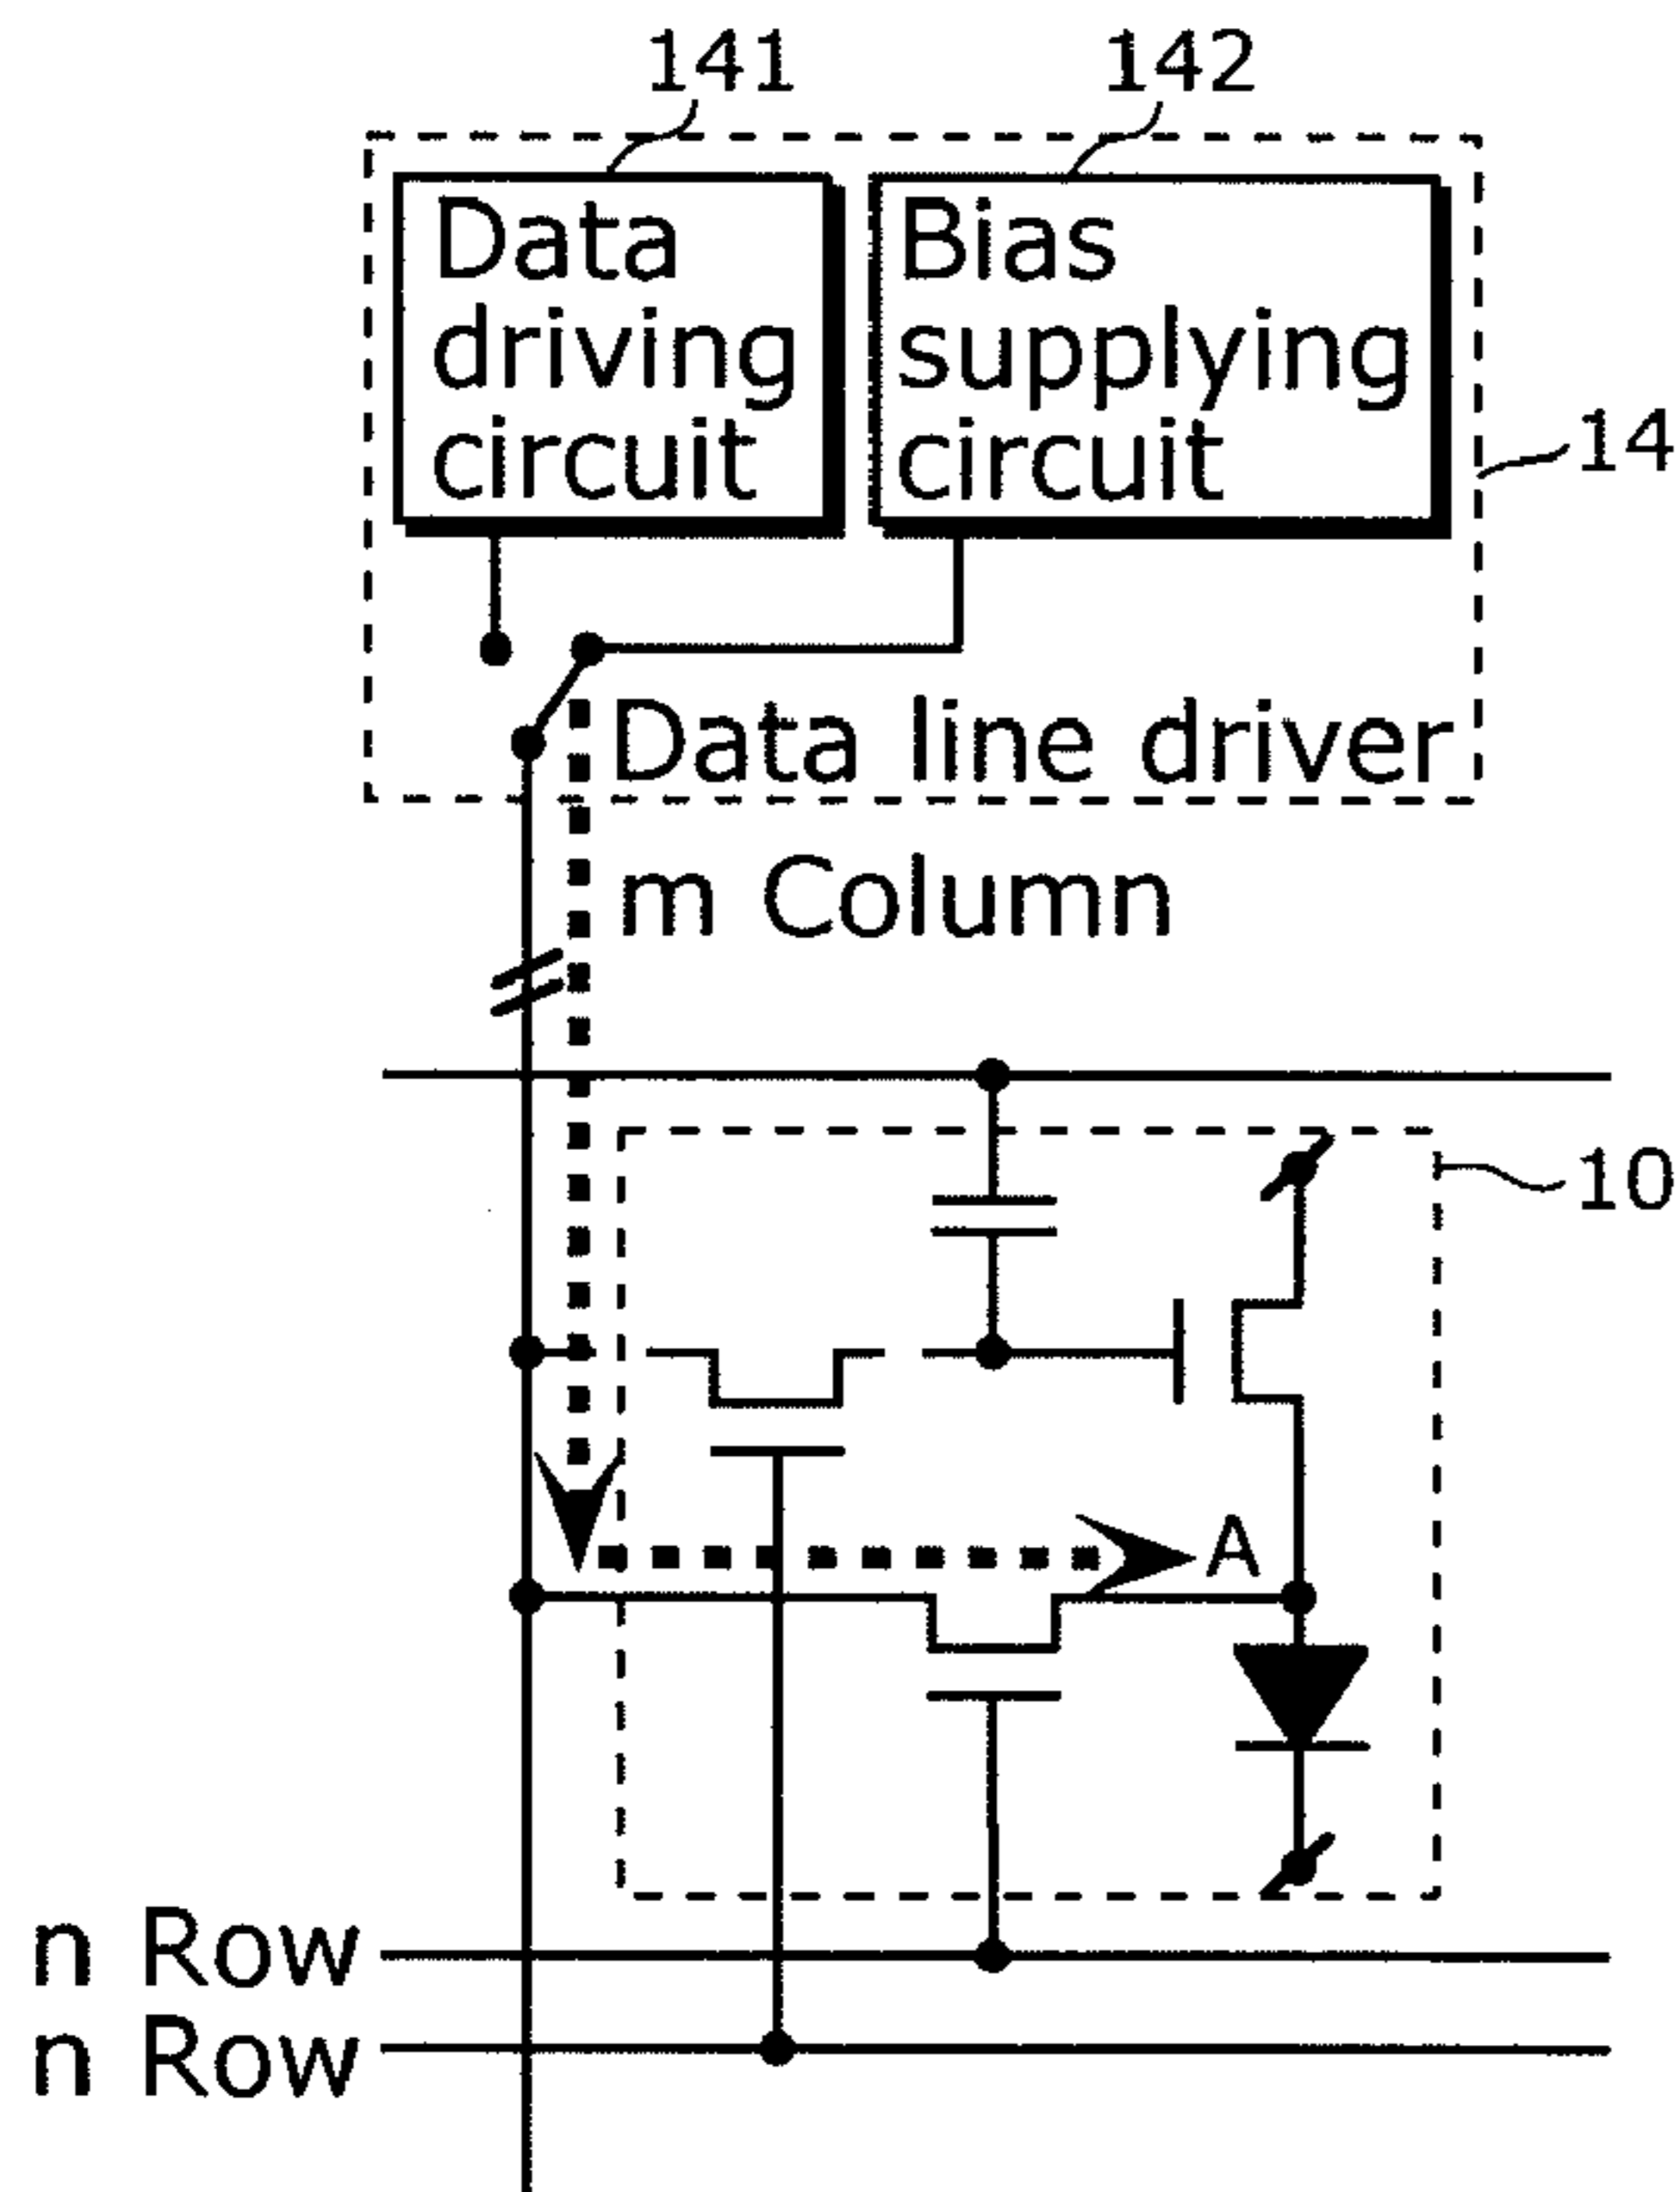 141
142
Data driving circuit
Bias supplying circuit
14
Data line driver
m Column
10
A
n Row
n Row